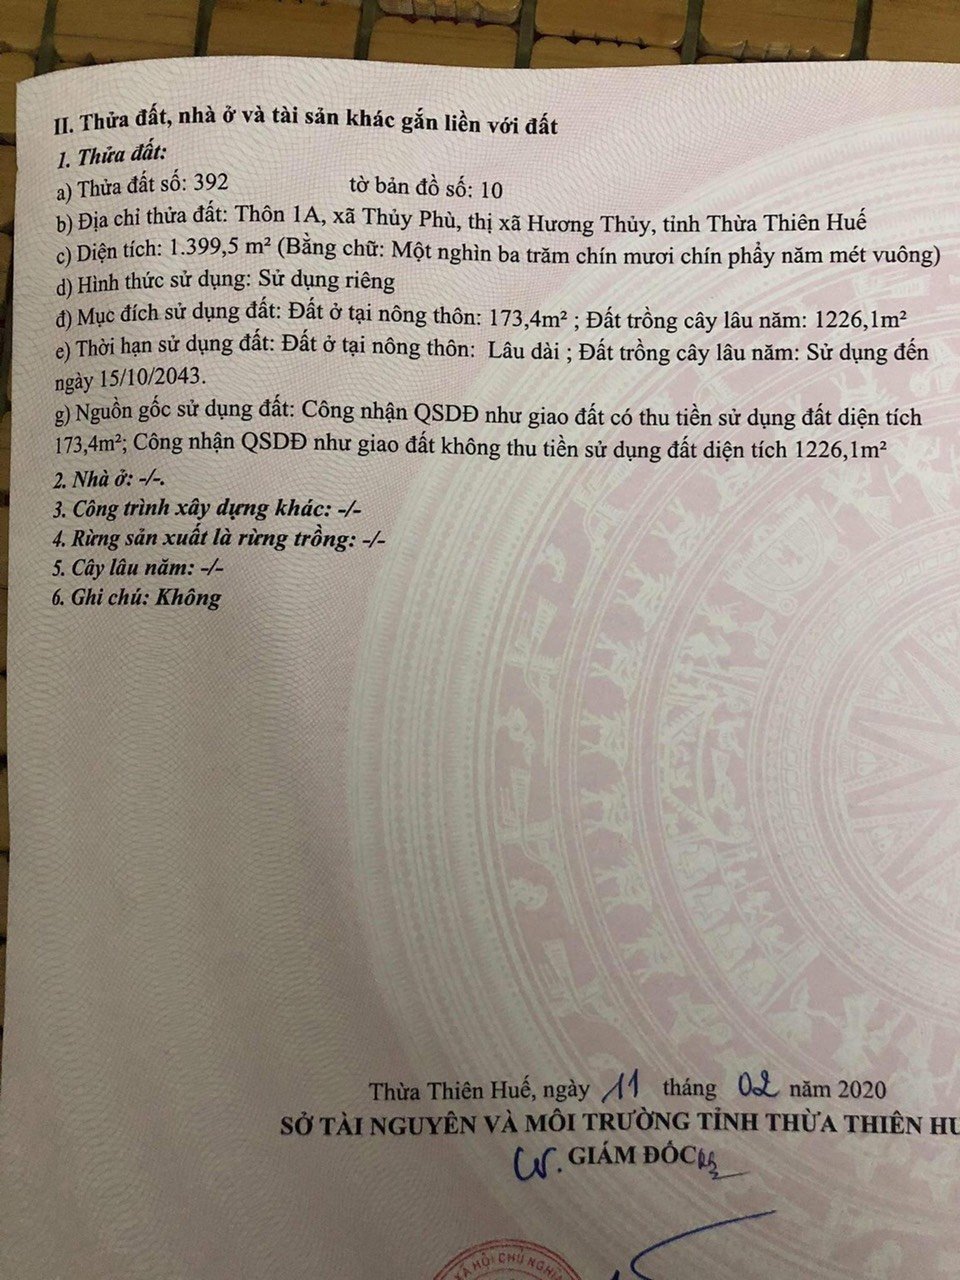 II. Thửa đất, nhà ở và tài sản khác gắn liền với đất
1. Thửa đất:
a) Thửa đất số: 392 tờ bản đồ số: 10
b) Địa chỉ thửa đất: Thôn 1A, xã Thủy Phù, thị xã Hương Thủy, tỉnh Thừa Thiên Huế
c) Diện tích: 1.399,5 m² (Bằng chữ: Một nghìn ba trăm chín mươi chín phẩy năm mét vuông)
d) Hình thức sử dụng: Sử dụng riêng
đ) Mục đích sử dụng đất: Đất ở tại nông thôn: 173,4m² ; Đất trồng cây lâu năm: 1226,1m²
e) Thời hạn sử dụng đất: Đất ở tại nông thôn: Lâu dài ; Đất trồng cây lâu năm: Sử dụng đến
ngày 15/10/2043.
g) Nguồn gốc sử dụng đất: Công nhận QSDĐ như giao đất có thu tiền sử dụng đất diện tích
173,4m²; Công nhận QSDĐ như giao đất không thu tiền sử dụng đất diện tích 1226,1m²
2. Nhà ở: -/-.
3. Công trình xây dựng khác: -/-
4. Rừng sản xuất là rừng trồng: -/-
5. Cây lâu năm: -/-
6. Ghi chú: Không
Thừa Thiên Huế, ngày 11 tháng 02 năm 2020
SỞ TÀI NGUYÊN VÀ MÔI TRƯỜNG TỈNH THỪA THIÊN HU
GIÁM ĐỐC
XÃ HỘI CHỦ NGHĨA